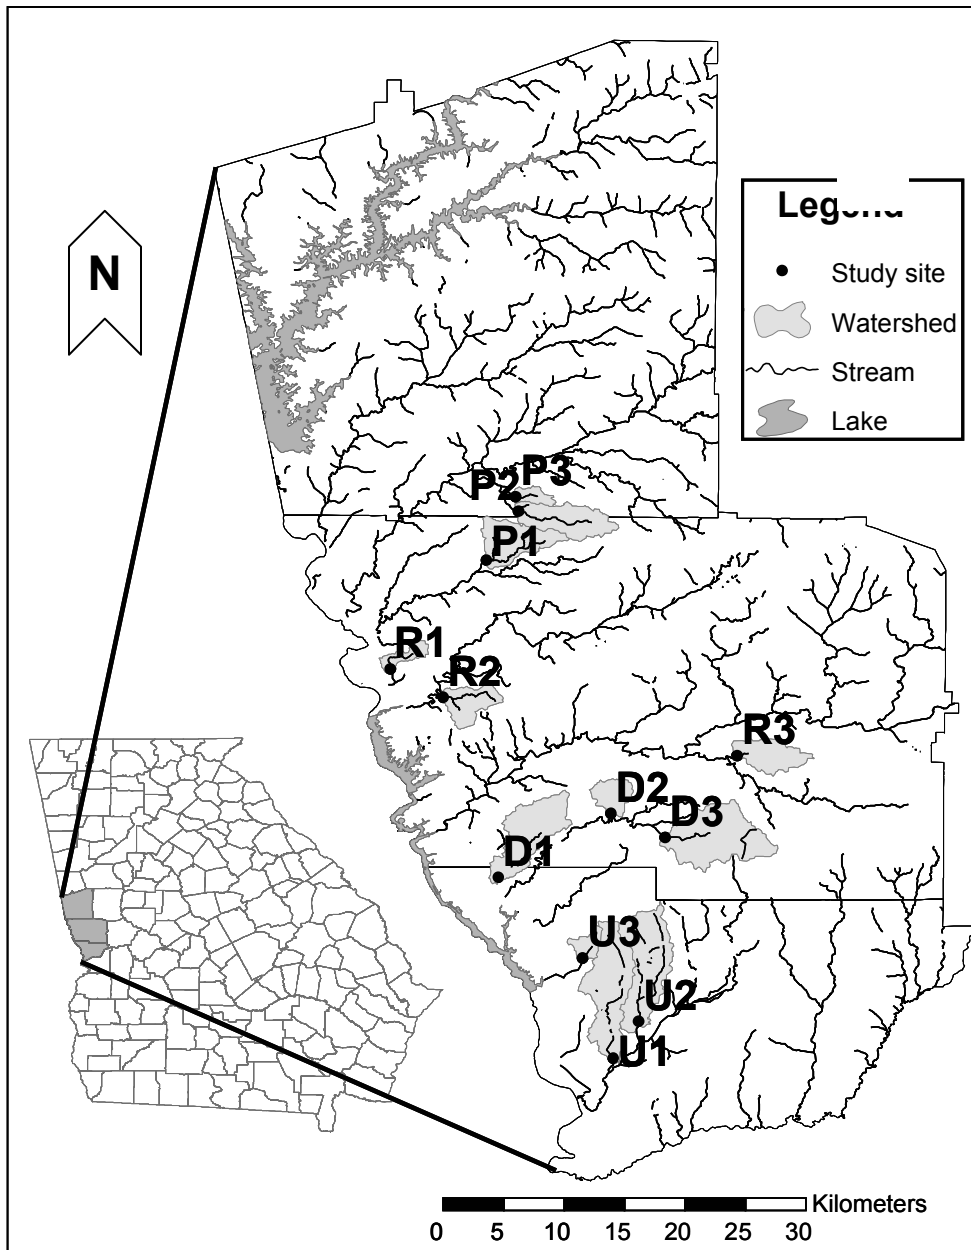 N
Legend
Study site
Watershed
Stream
Lake
P3
P2
P1
R1
R2
R3
D2
D3
D1
U3
U2
U1
Kilometers
0 5 10 15 20 25 30